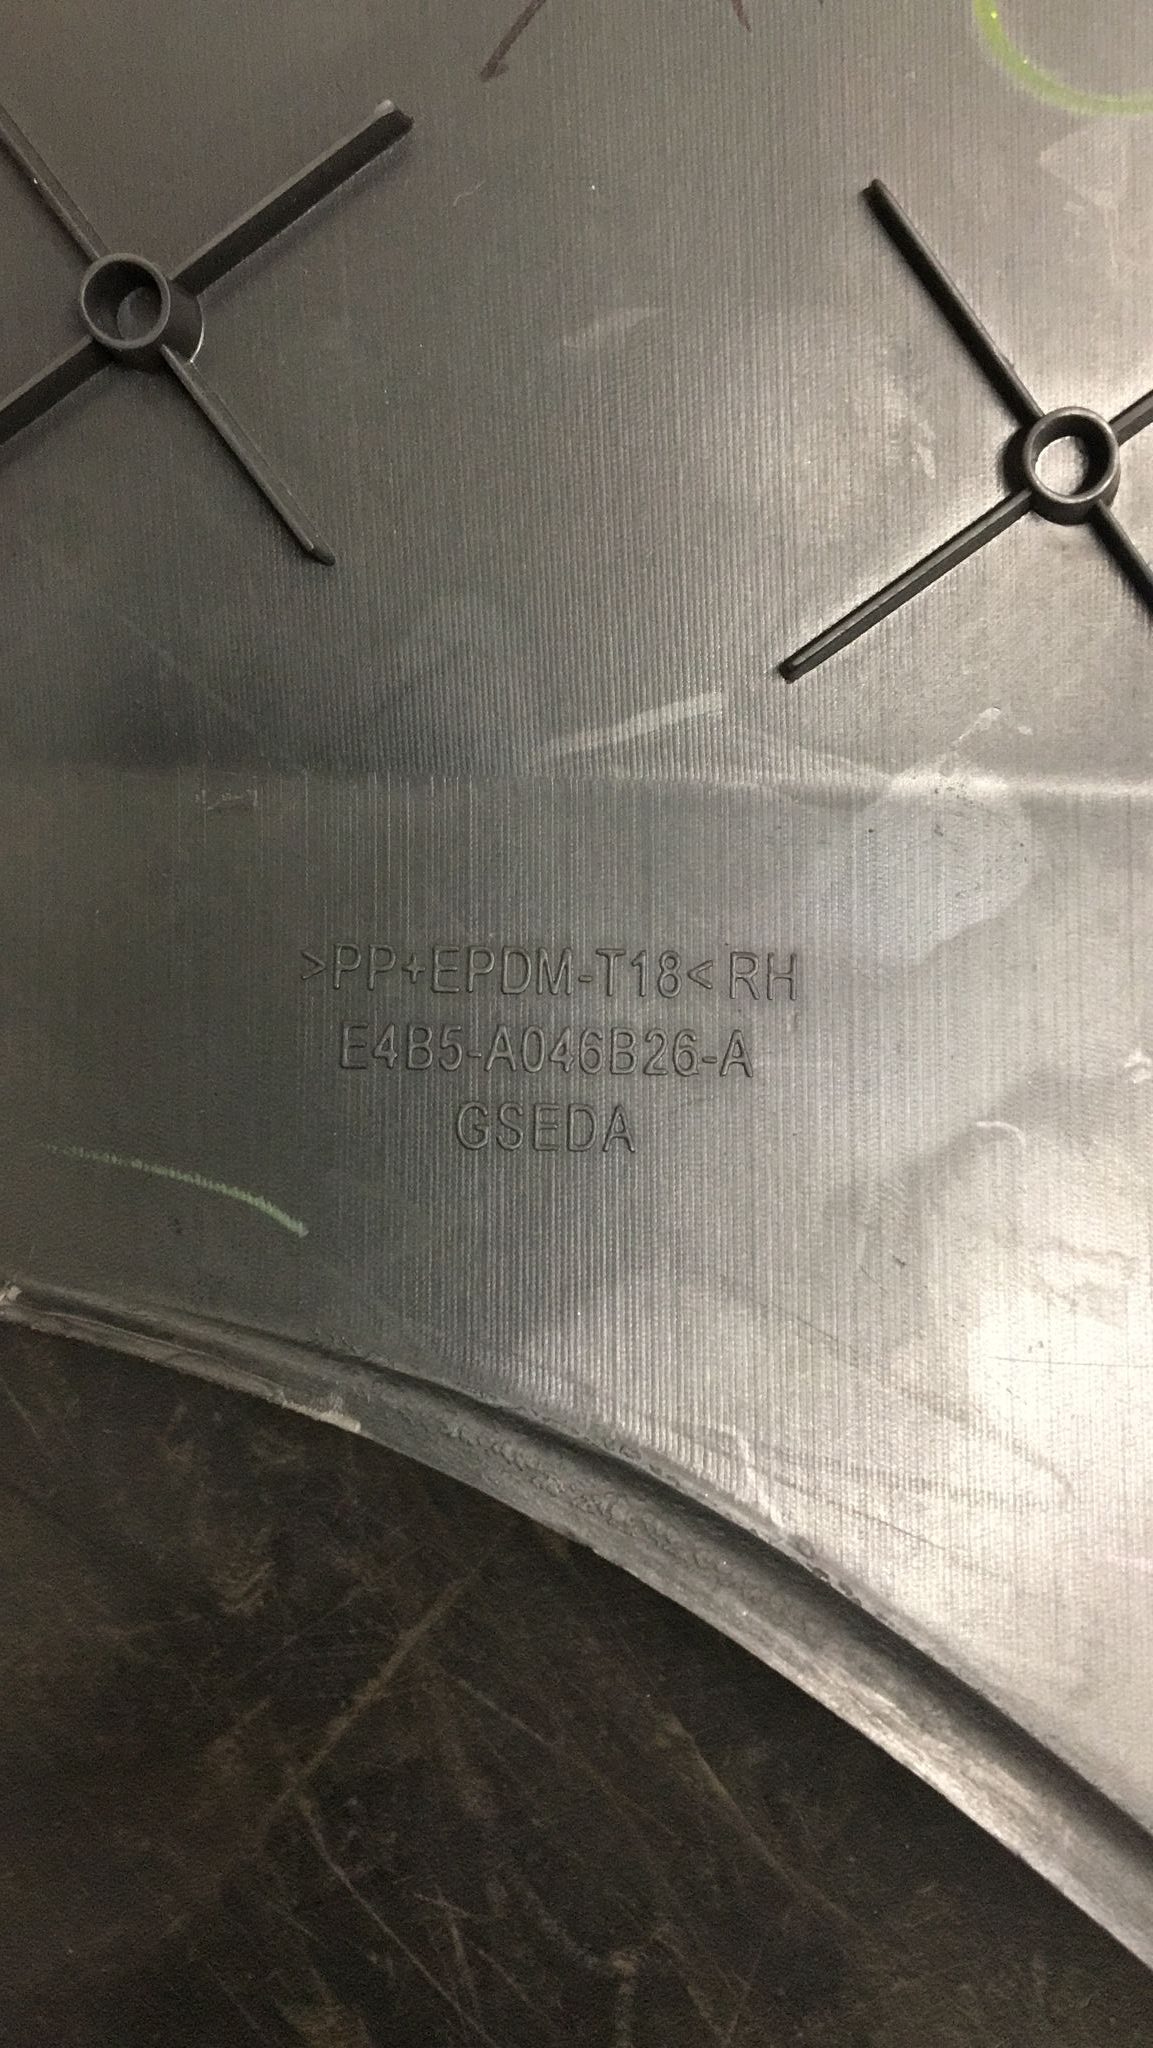 >PP+EPDM-T18< RH
E4B5-A046B26-A
GSEDA